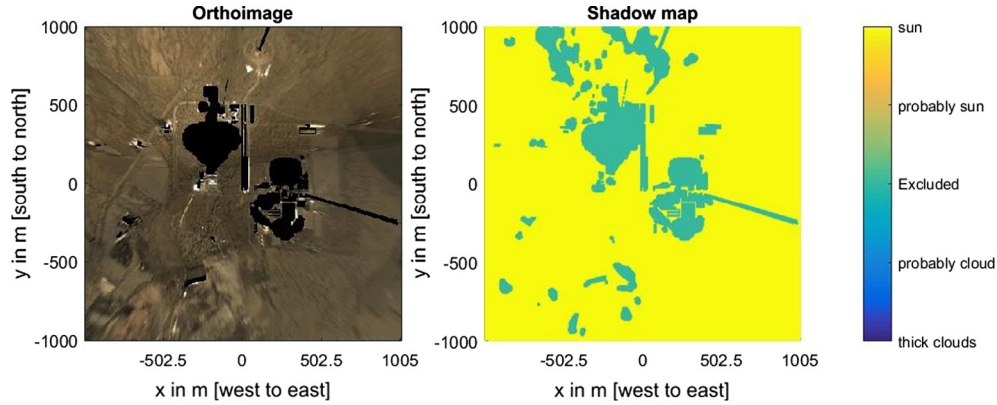 Orthoimage
Shadow map
1000
500
0
-500
-1000
y in m [south to north]
-502.5
0
502.5
1005
x in m [west to east]
1000
500
0
-500
-1000
y in m [south to north]
-502.5
0
502.5
1005
x in m [west to east]
sun
probably sun
Excluded
probably cloud
thick clouds